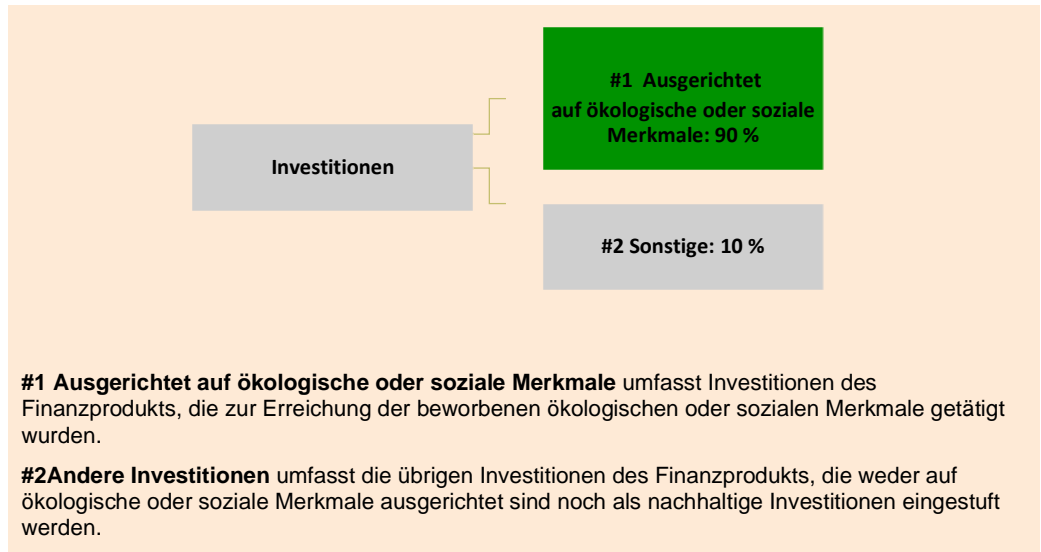 #1 Ausgerichtet
auf ökologische oder soziale
Merkmale: 90 %
Investitionen
#2 Sonstige: 10 %
#1 Ausgerichtet auf ökologische oder soziale Merkmale umfasst Investitionen des
Finanzprodukts, die zur Erreichung der beworbenen ökologischen oder sozialen Merkmale getätigt
wurden.
#2Andere Investitionen umfasst die übrigen Investitionen des Finanzprodukts, die weder auf
ökologische oder soziale Merkmale ausgerichtet sind noch als nachhaltige Investitionen eingestuft
werden.